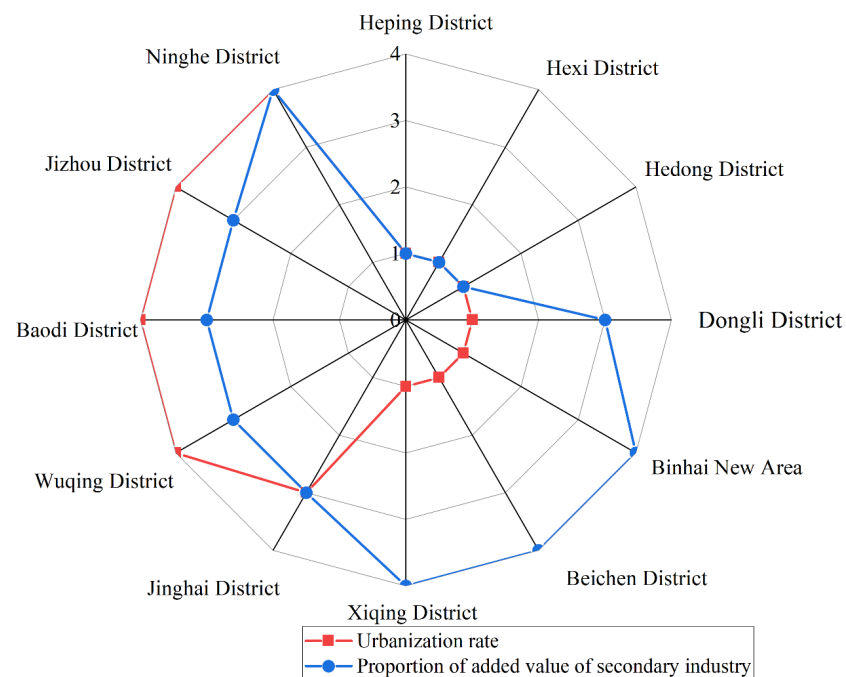 Heping District
Ninghe District
Hexi District
Jizhou District
Hedong District
4
3
2
1
0
Baodi District
Dongli District
Wuqing District
Binhai New Area
Jinghai District
Beichen District
Xiqing District
Urbanization rate
Proportion of added value of secondary industry